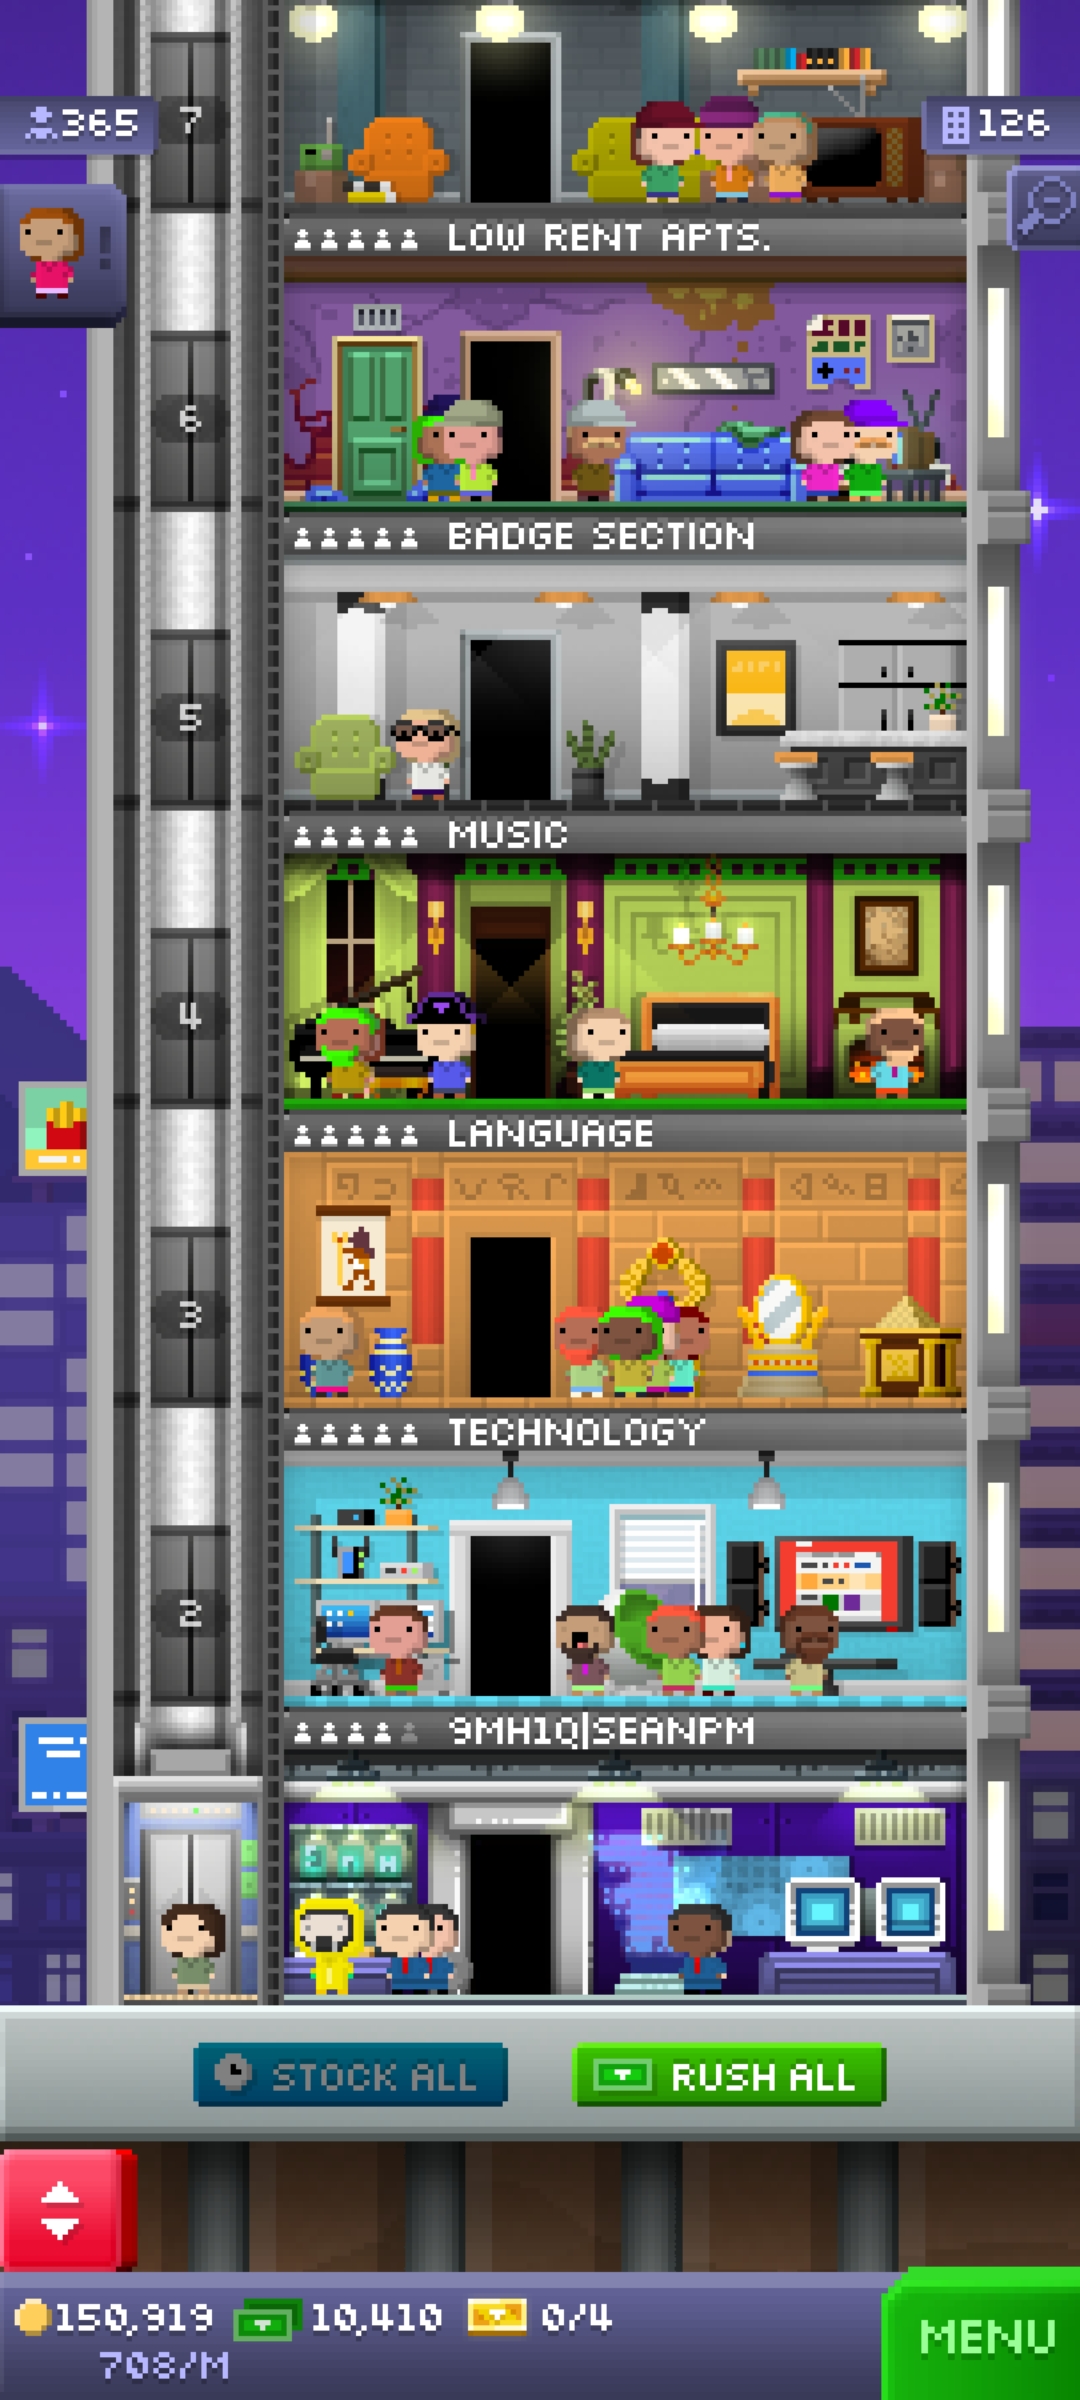 7
365
126
LOW RENT APTS.
6
BADGE SECTION
5
MUSIC
4
LANGUAGE
3
TECHNOLOGY
2
9MH1Q|SEANPM
STOCK ALL
RUSH ALL
150,919
10,410
0/4
708/M
MENU